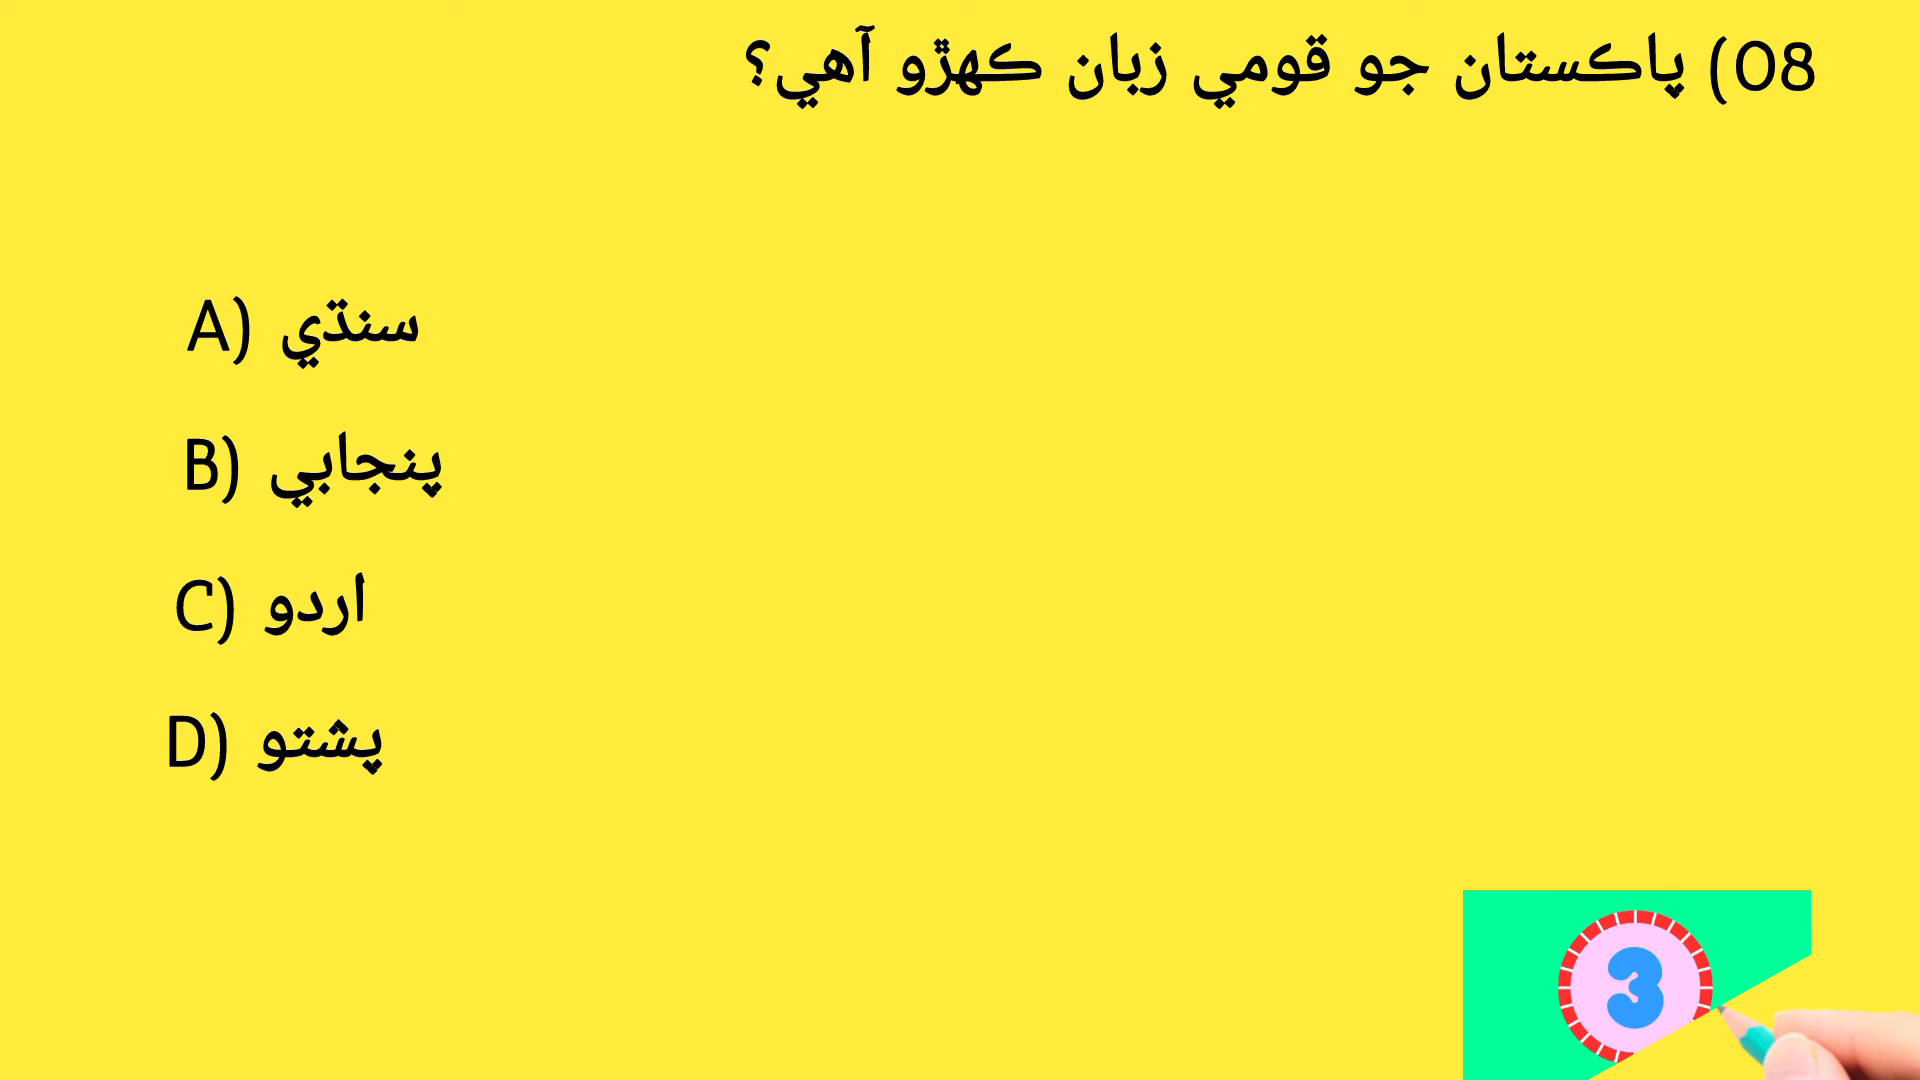 08) پاڪستان جو قومي زبان ڪهڙو آهي؟
A) سنڌي
B) پنجابي
C) اردو
D) پشتو
3